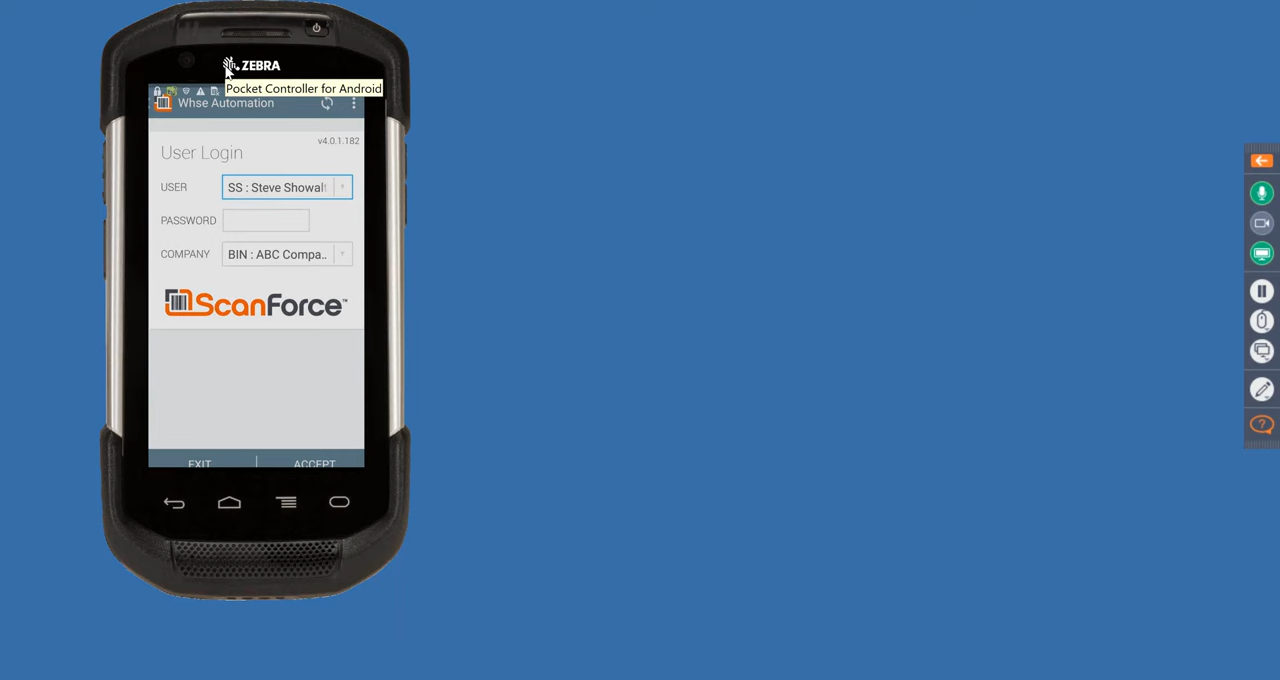 ZEBRA
Pocket Controller for Android
Whse Automation
v4.0.1.182
User Login
USER
SS : Steve Showal
PASSWORD
COMPANY
BIN : ABC Compa..
ScanForce™
EXIT
ACCEPT
?